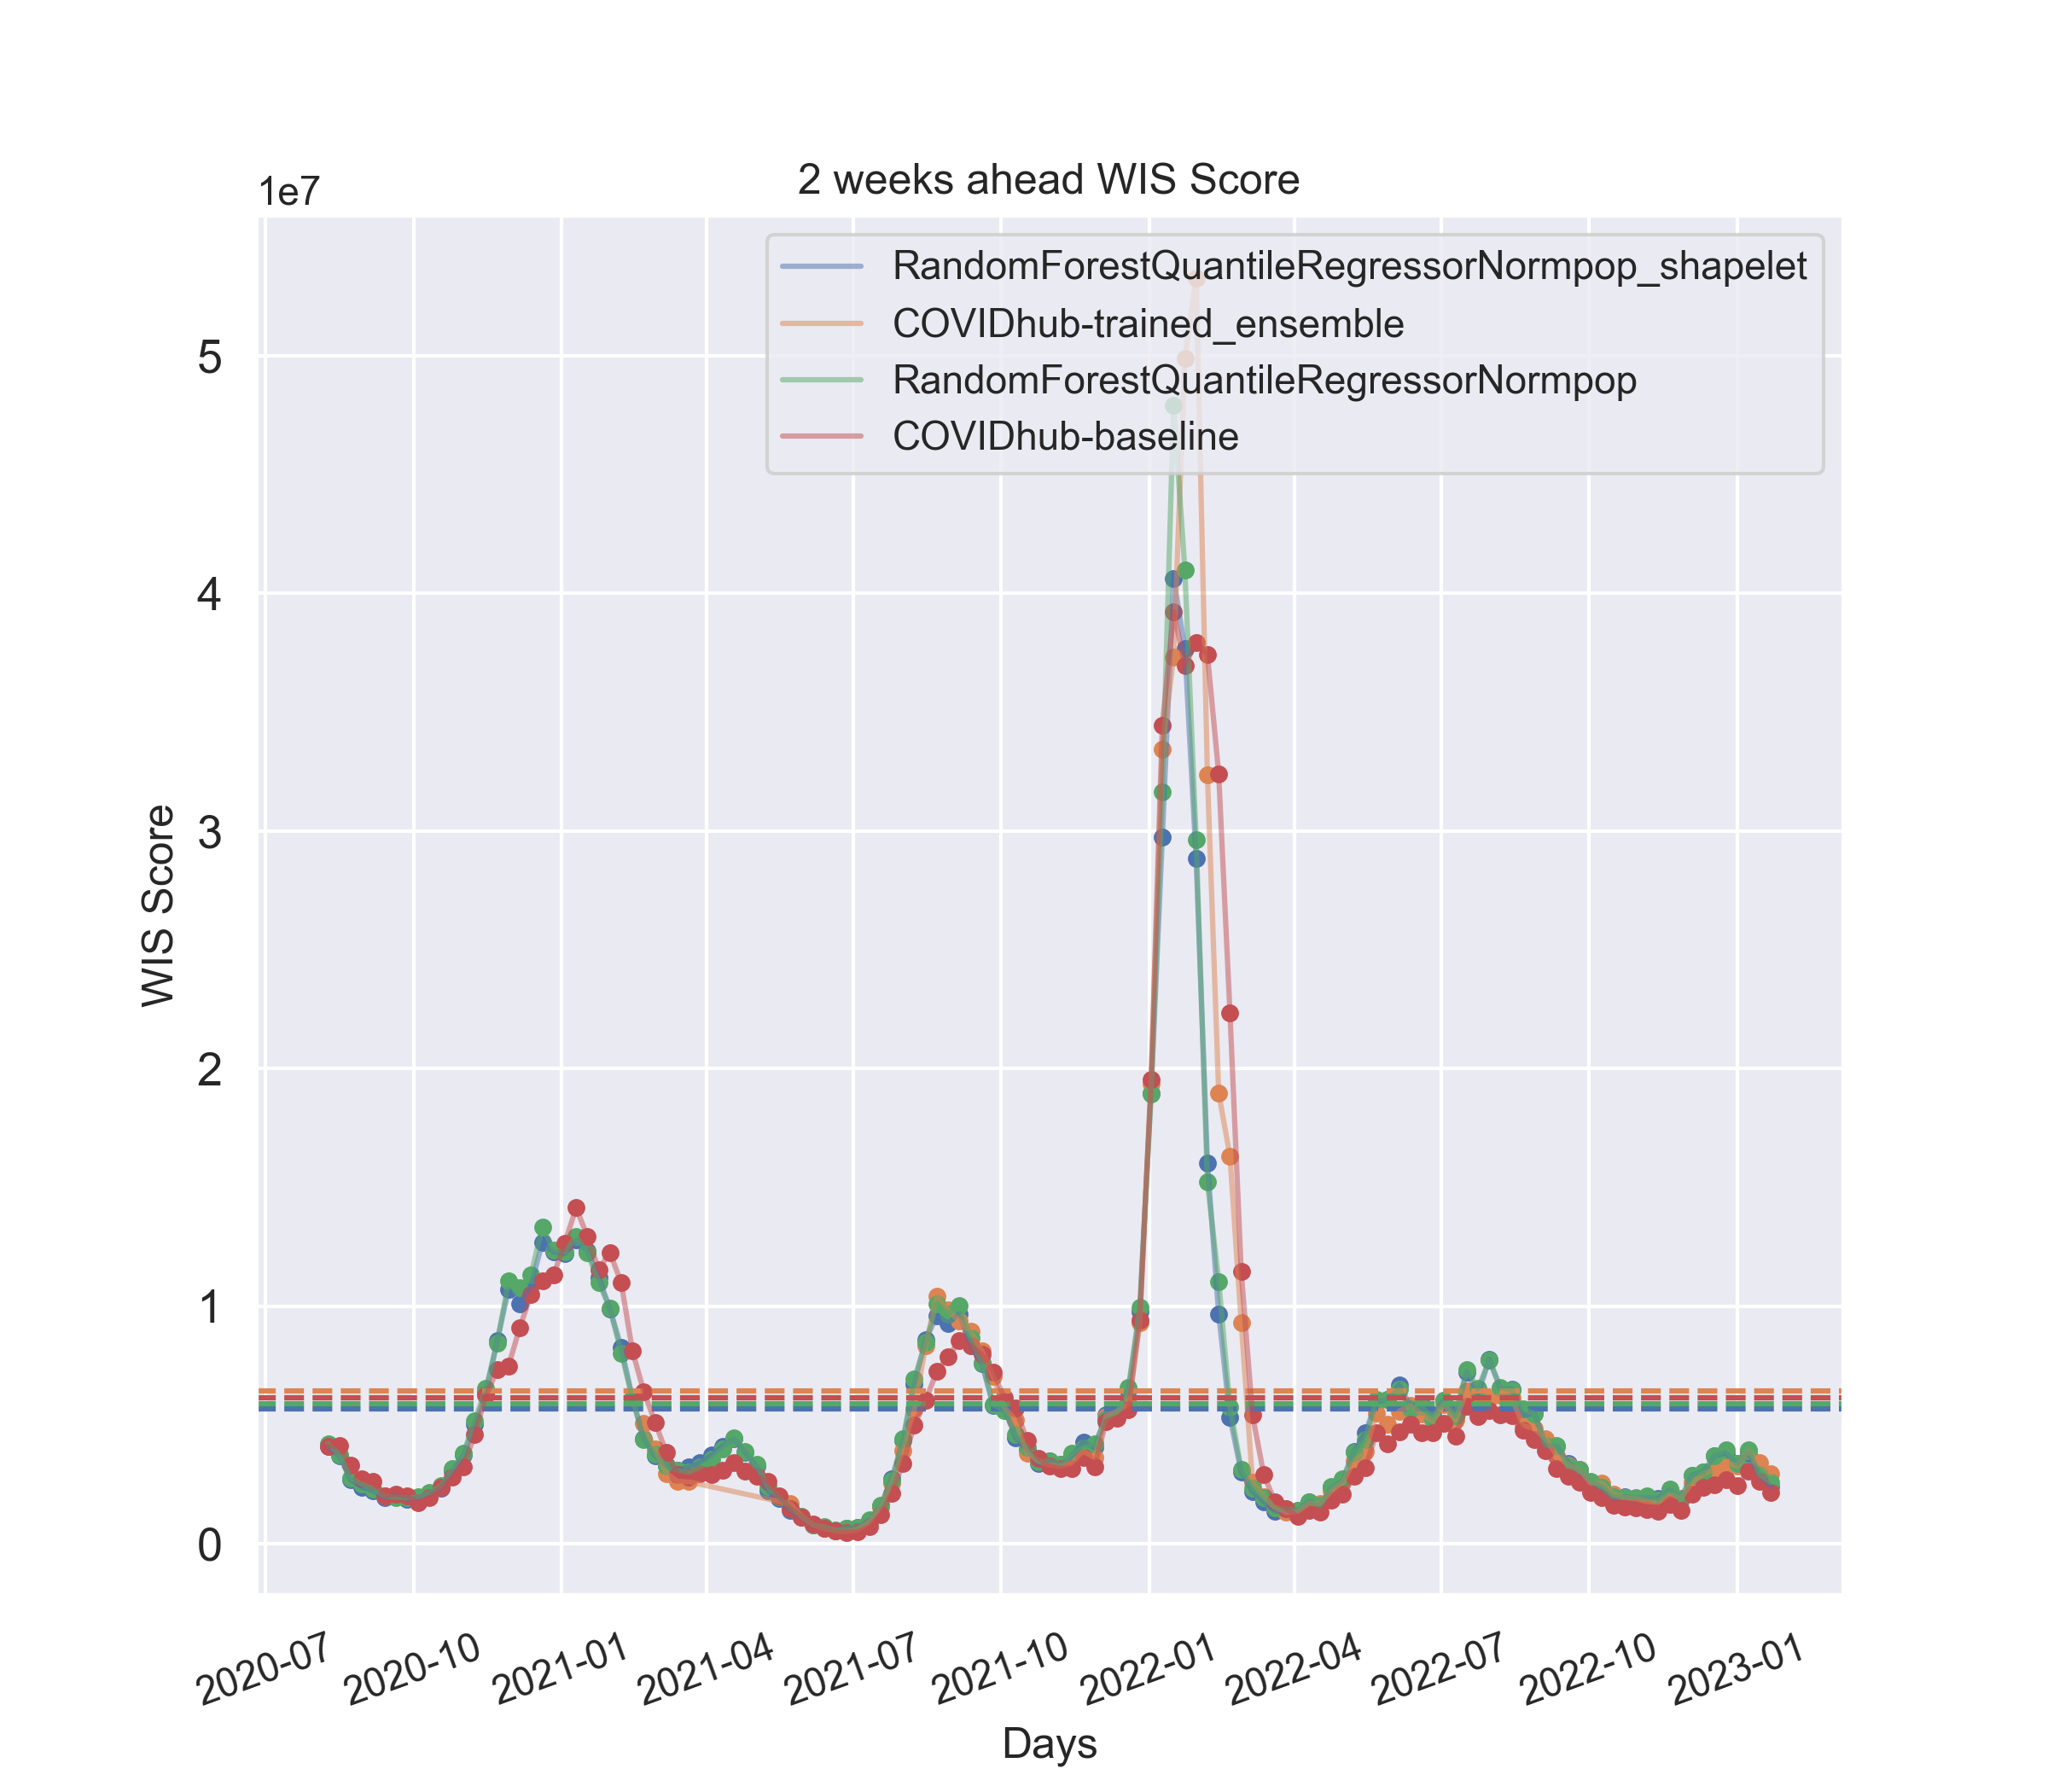 2 weeks ahead WIS Score
1e7
RandomForestQuantileRegressorNormpop_shapelet
COVIDhub-trained_ensemble
RandomForestQuantileRegressorNormpop
COVIDhub-baseline
5
4
3
2
1
0
WIS Score
2020-07
2020-10
2021-01
2021-04
2021-07
2021-10
2022-01
2022-04
2022-07
2022-10
2023-01
Days